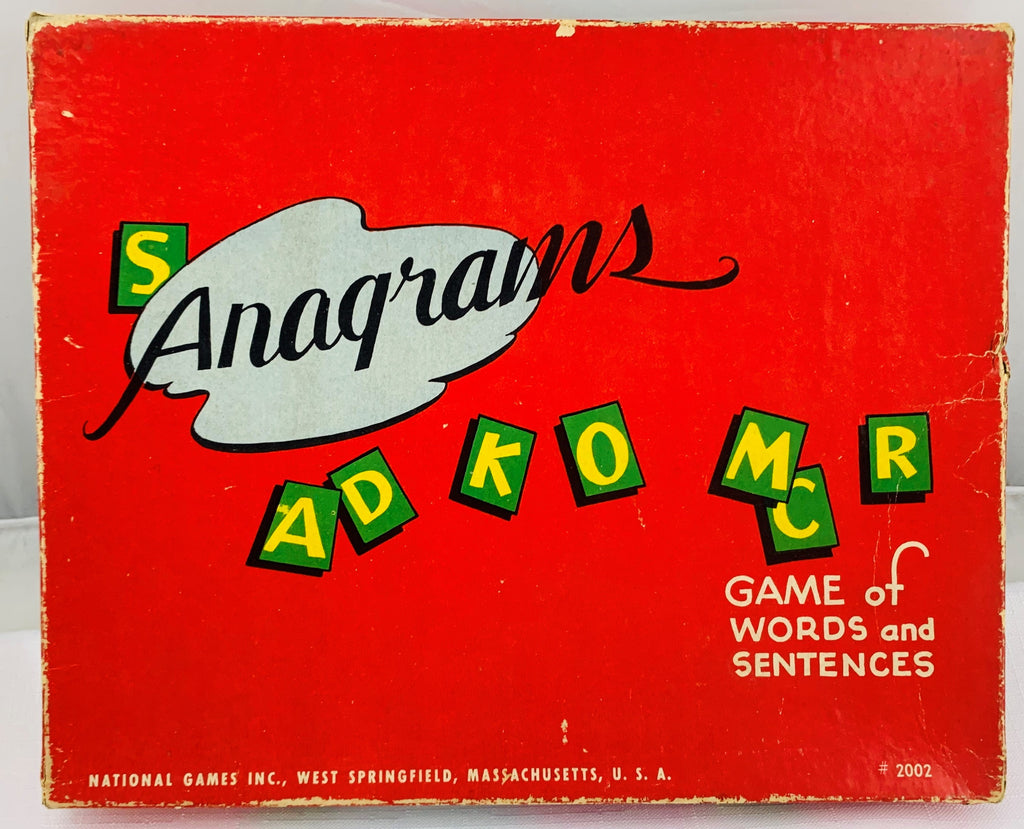 S
Anagrams
A D K O M C R
GAME of
WORDS and
SENTENCES
NATIONAL GAMES INC., WEST SPRINGFIELD, MASSACHUSETTS, U. S. A.
# 2002